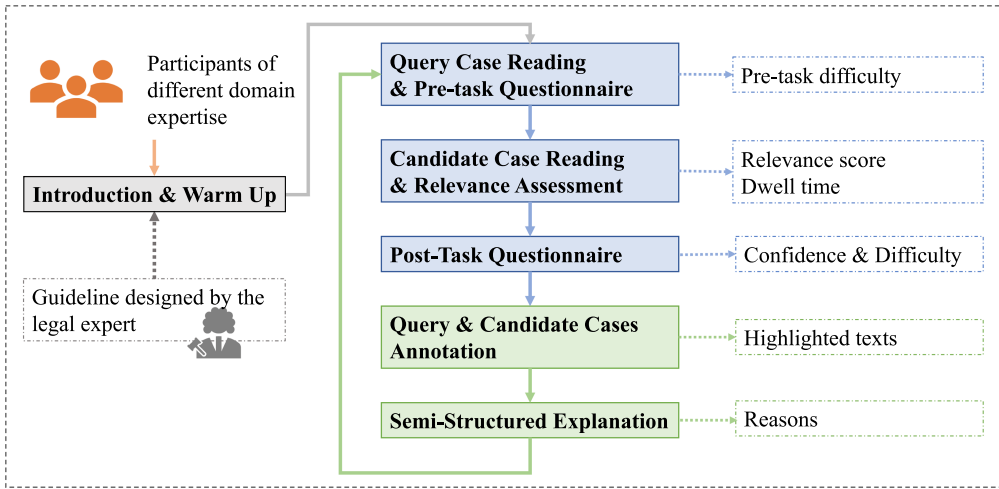 Participants of
different domain
expertise
Introduction & Warm Up
Guideline designed by the
legal expert
Query Case Reading
& Pre-task Questionnaire
Pre-task difficulty
Candidate Case Reading
& Relevance Assessment
Relevance score
Dwell time
Post-Task Questionnaire
Confidence & Difficulty
Query & Candidate Cases
Annotation
Highlighted texts
Semi-Structured Explanation
Reasons